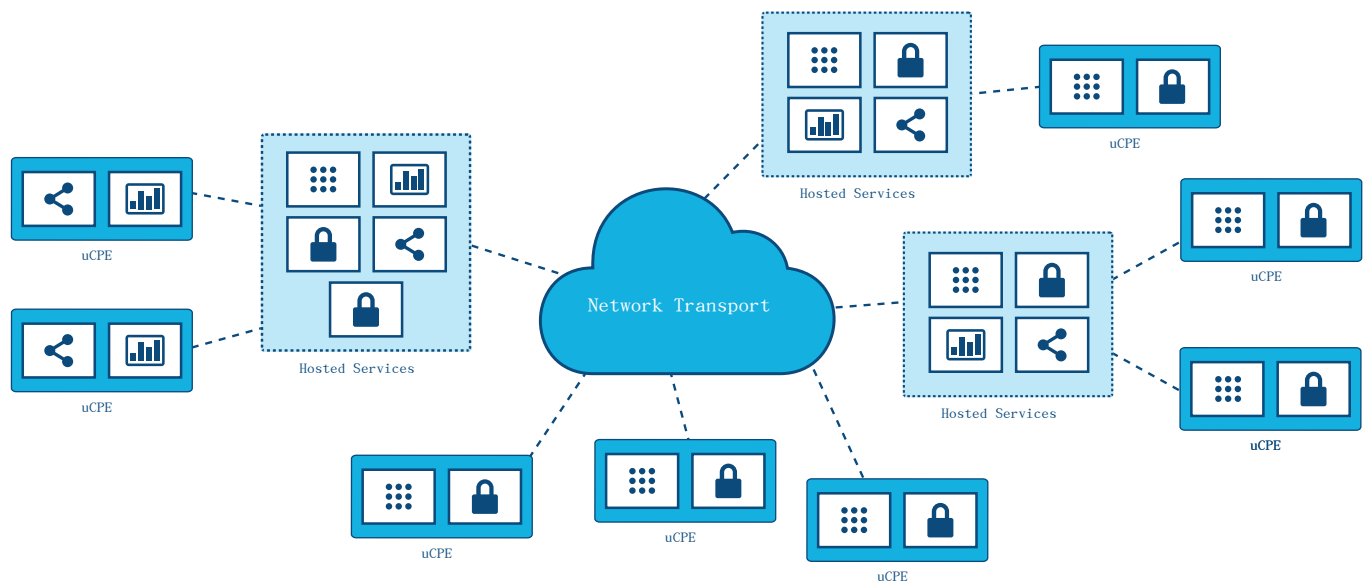 uCPE
Hosted Services
uCPE
uCPE
Network Transport
uCPE
Hosted Services
Hosted Services
uCPE
uCPE
uCPE
uCPE
uCPE